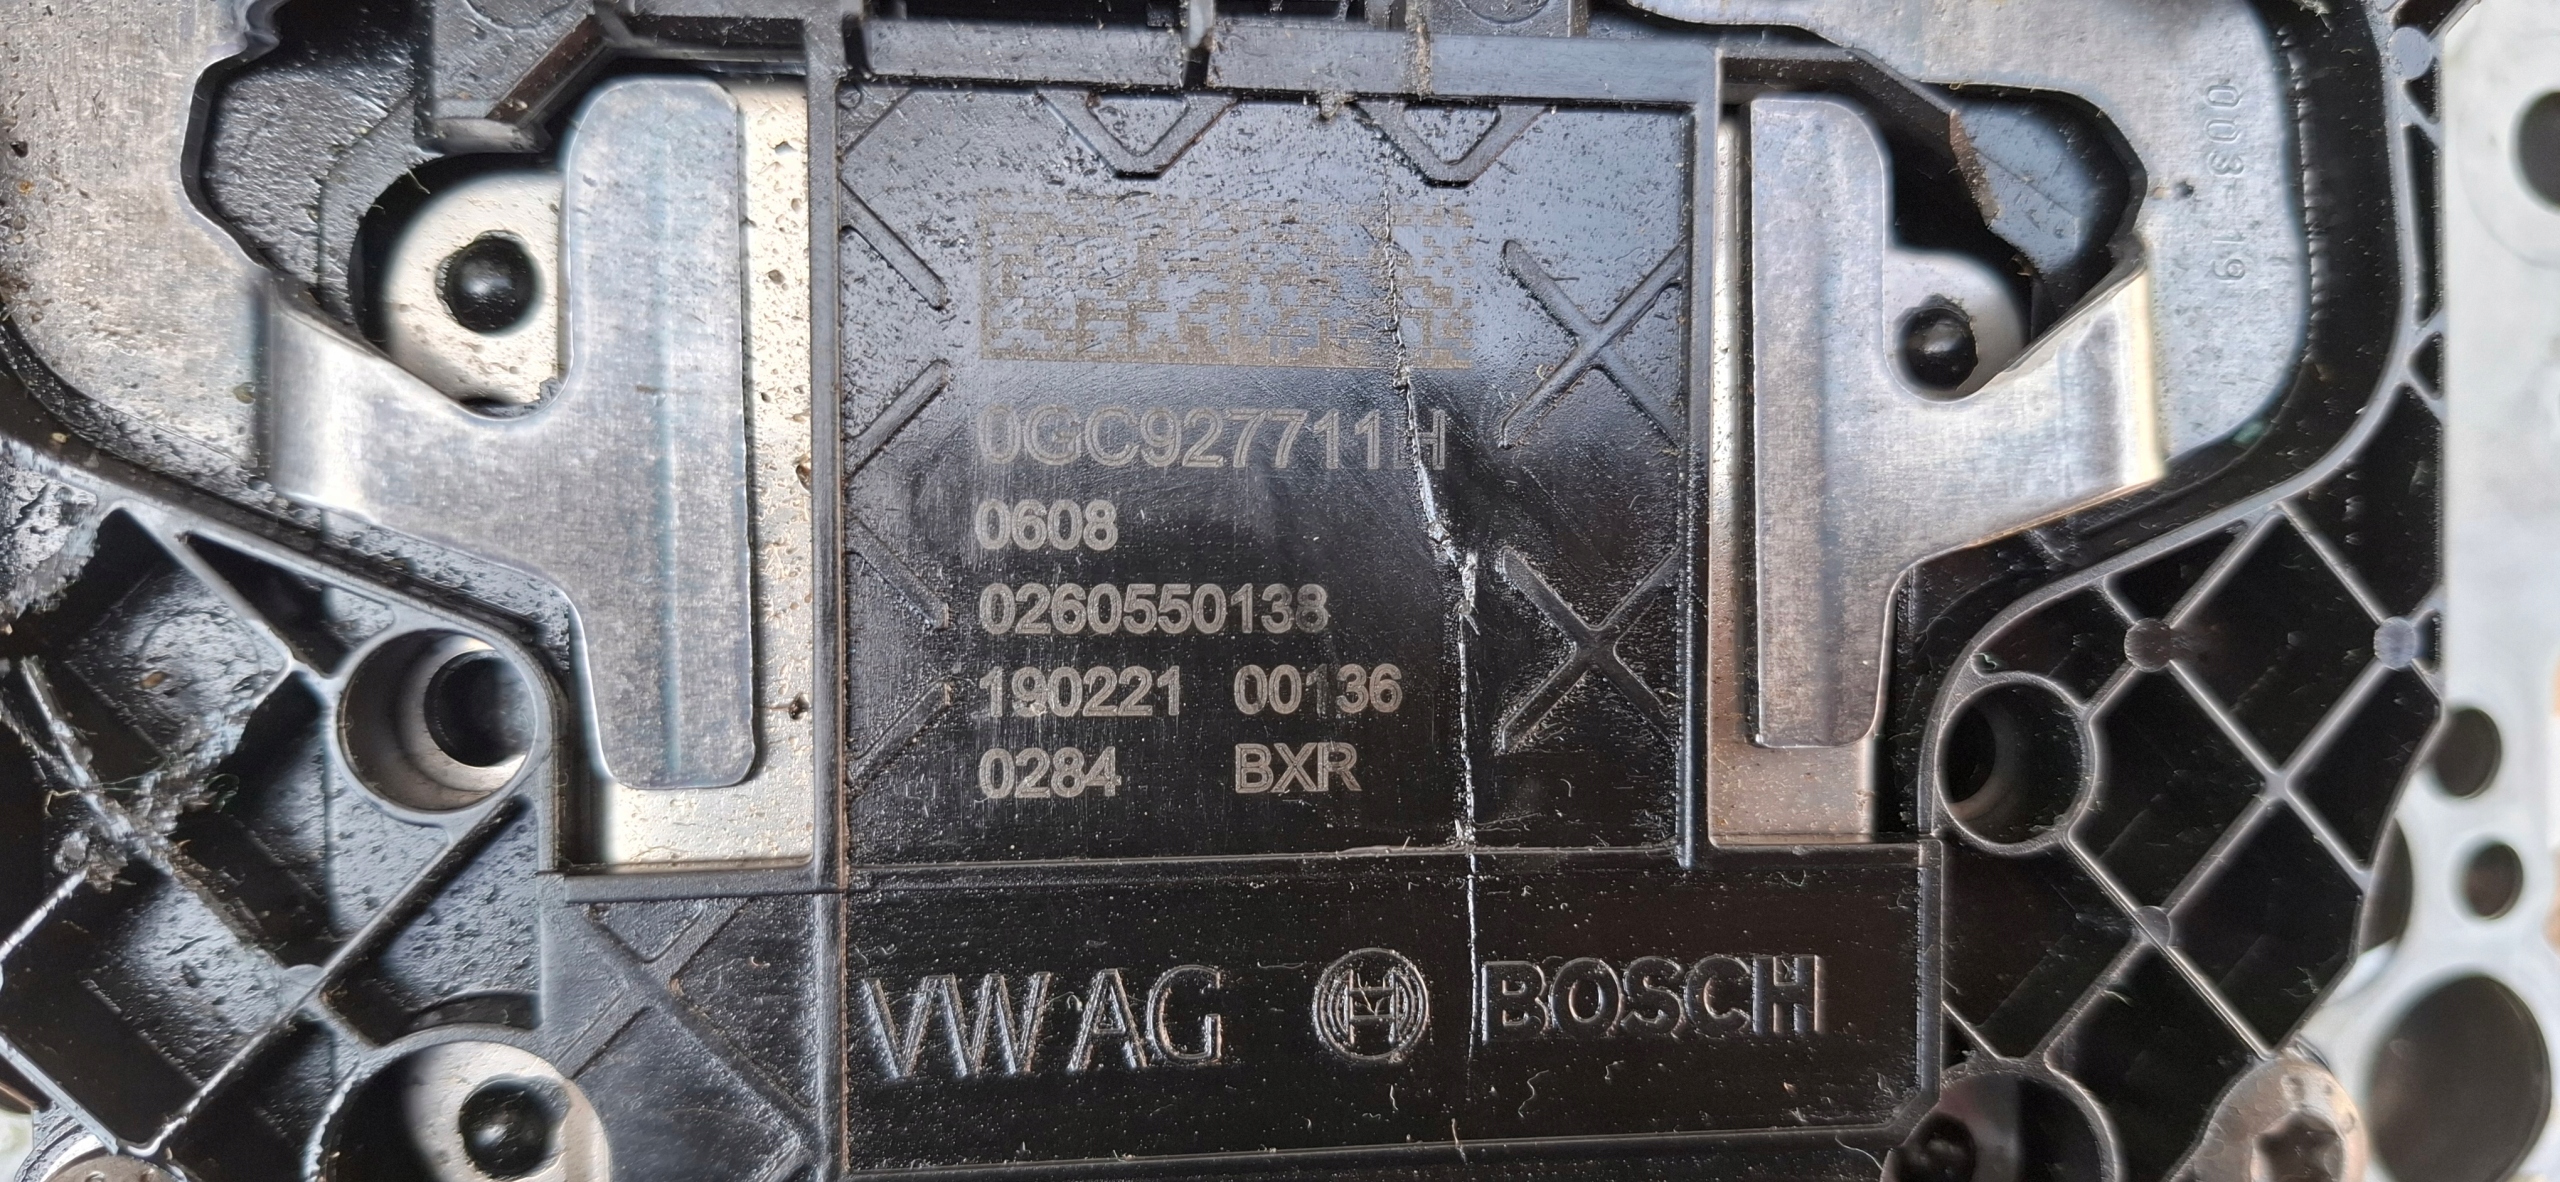 003-19
0GC927711H
0608
0260550138
190221 00136
0284 BXR
VW AG BOSCH